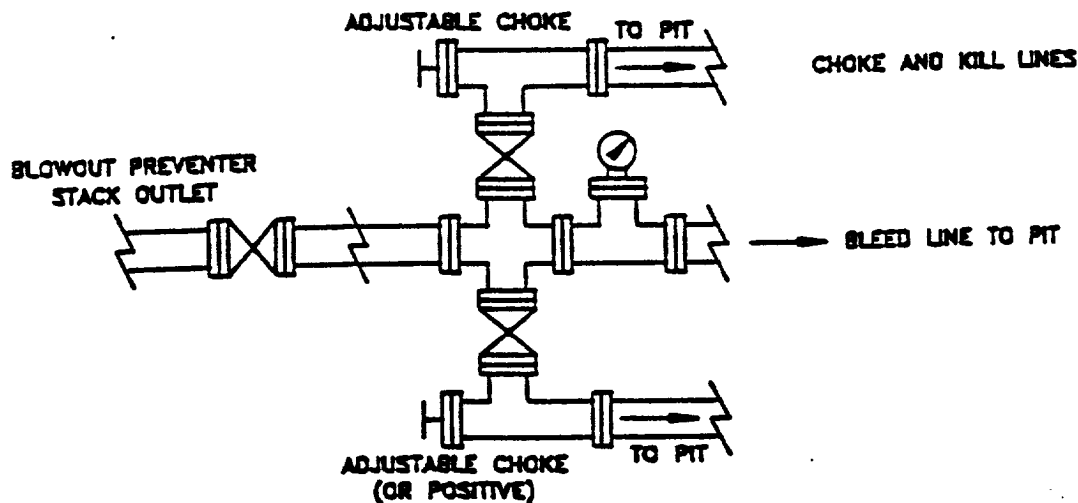 ADJUSTABLE CHOKE
TO PIT
CHOKE AND KILL LINES
BLOWOUT PREVENTER
STACK OUTLET
BLEED LINE TO PIT
TO PIT
ADJUSTABLE CHOKE
(OR POSITIVE)